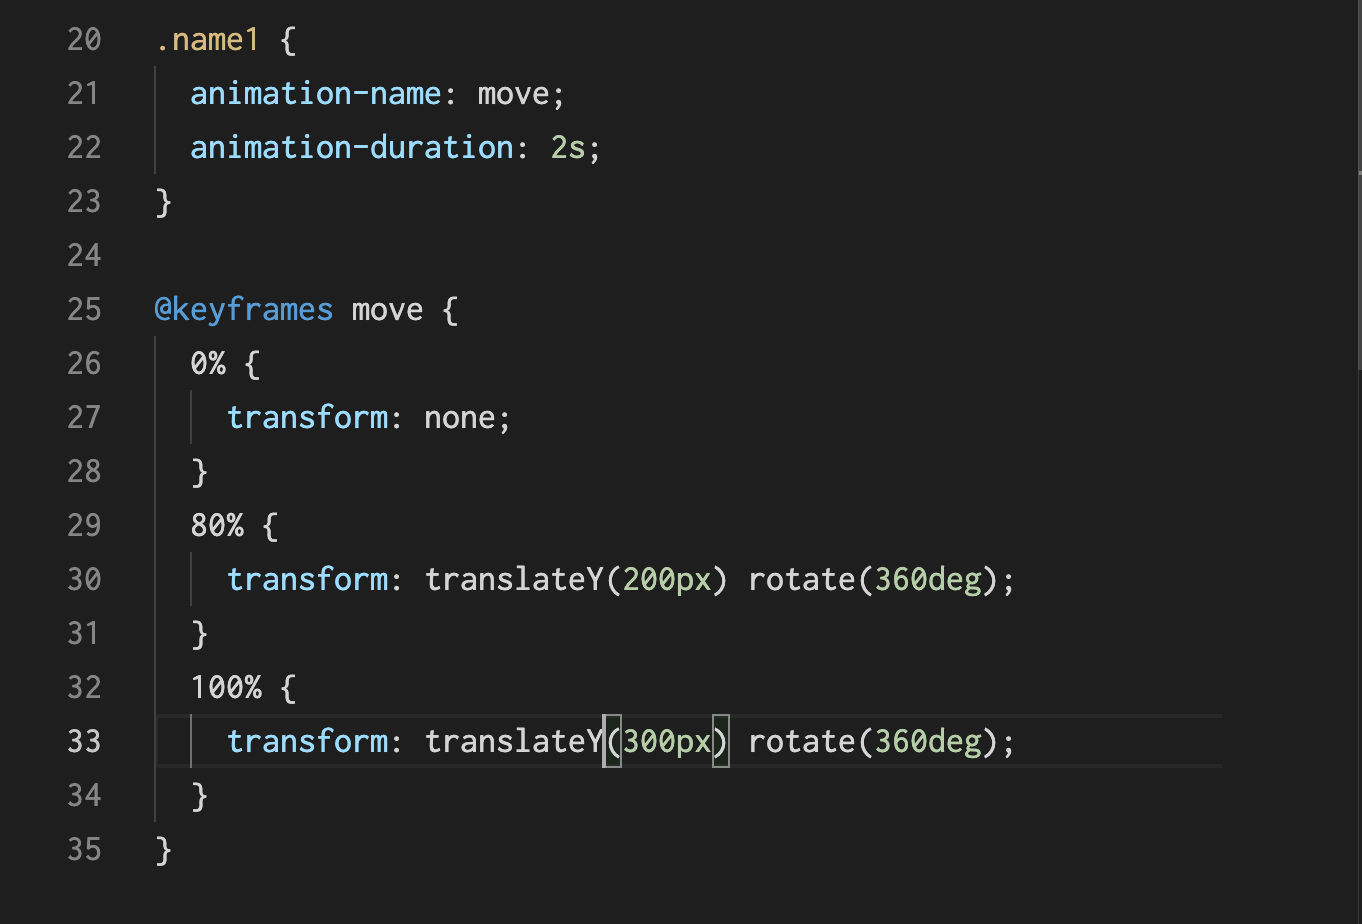 20 .name1 {
21 animation-name: move;
22 animation-duration: 2s;
23 }
24
25 @keyframes move {
26 0% {
27 transform: none;
28 }
29 80% {
30 transform: translateY(200px) rotate(360deg);
31 }
32 100% {
33 transform: translateY(300px) rotate(360deg);
34 }
35 }